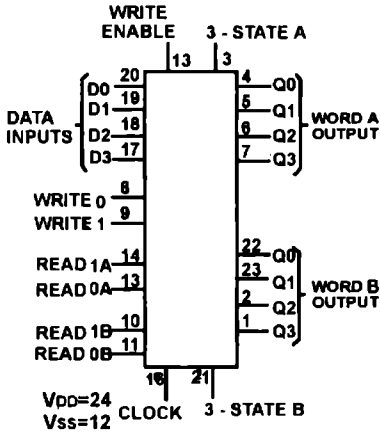 WRITE
ENABLE
3 - STATE A
13
3
DATA
INPUTS
D0 20
D1 19
D2 18
D3 17
WRITE 0 8
WRITE 1 9
READ 1A 14
READ 0A 13
READ 1B 10
READ 0B 11
4 Q0
5 Q1
6 Q2
7 Q3
WORD A
OUTPUT
22 Q0
23 Q1
2 Q2
1 Q3
WORD B
OUTPUT
21
VDD=24
VSS=12
CLOCK
3 - STATE B